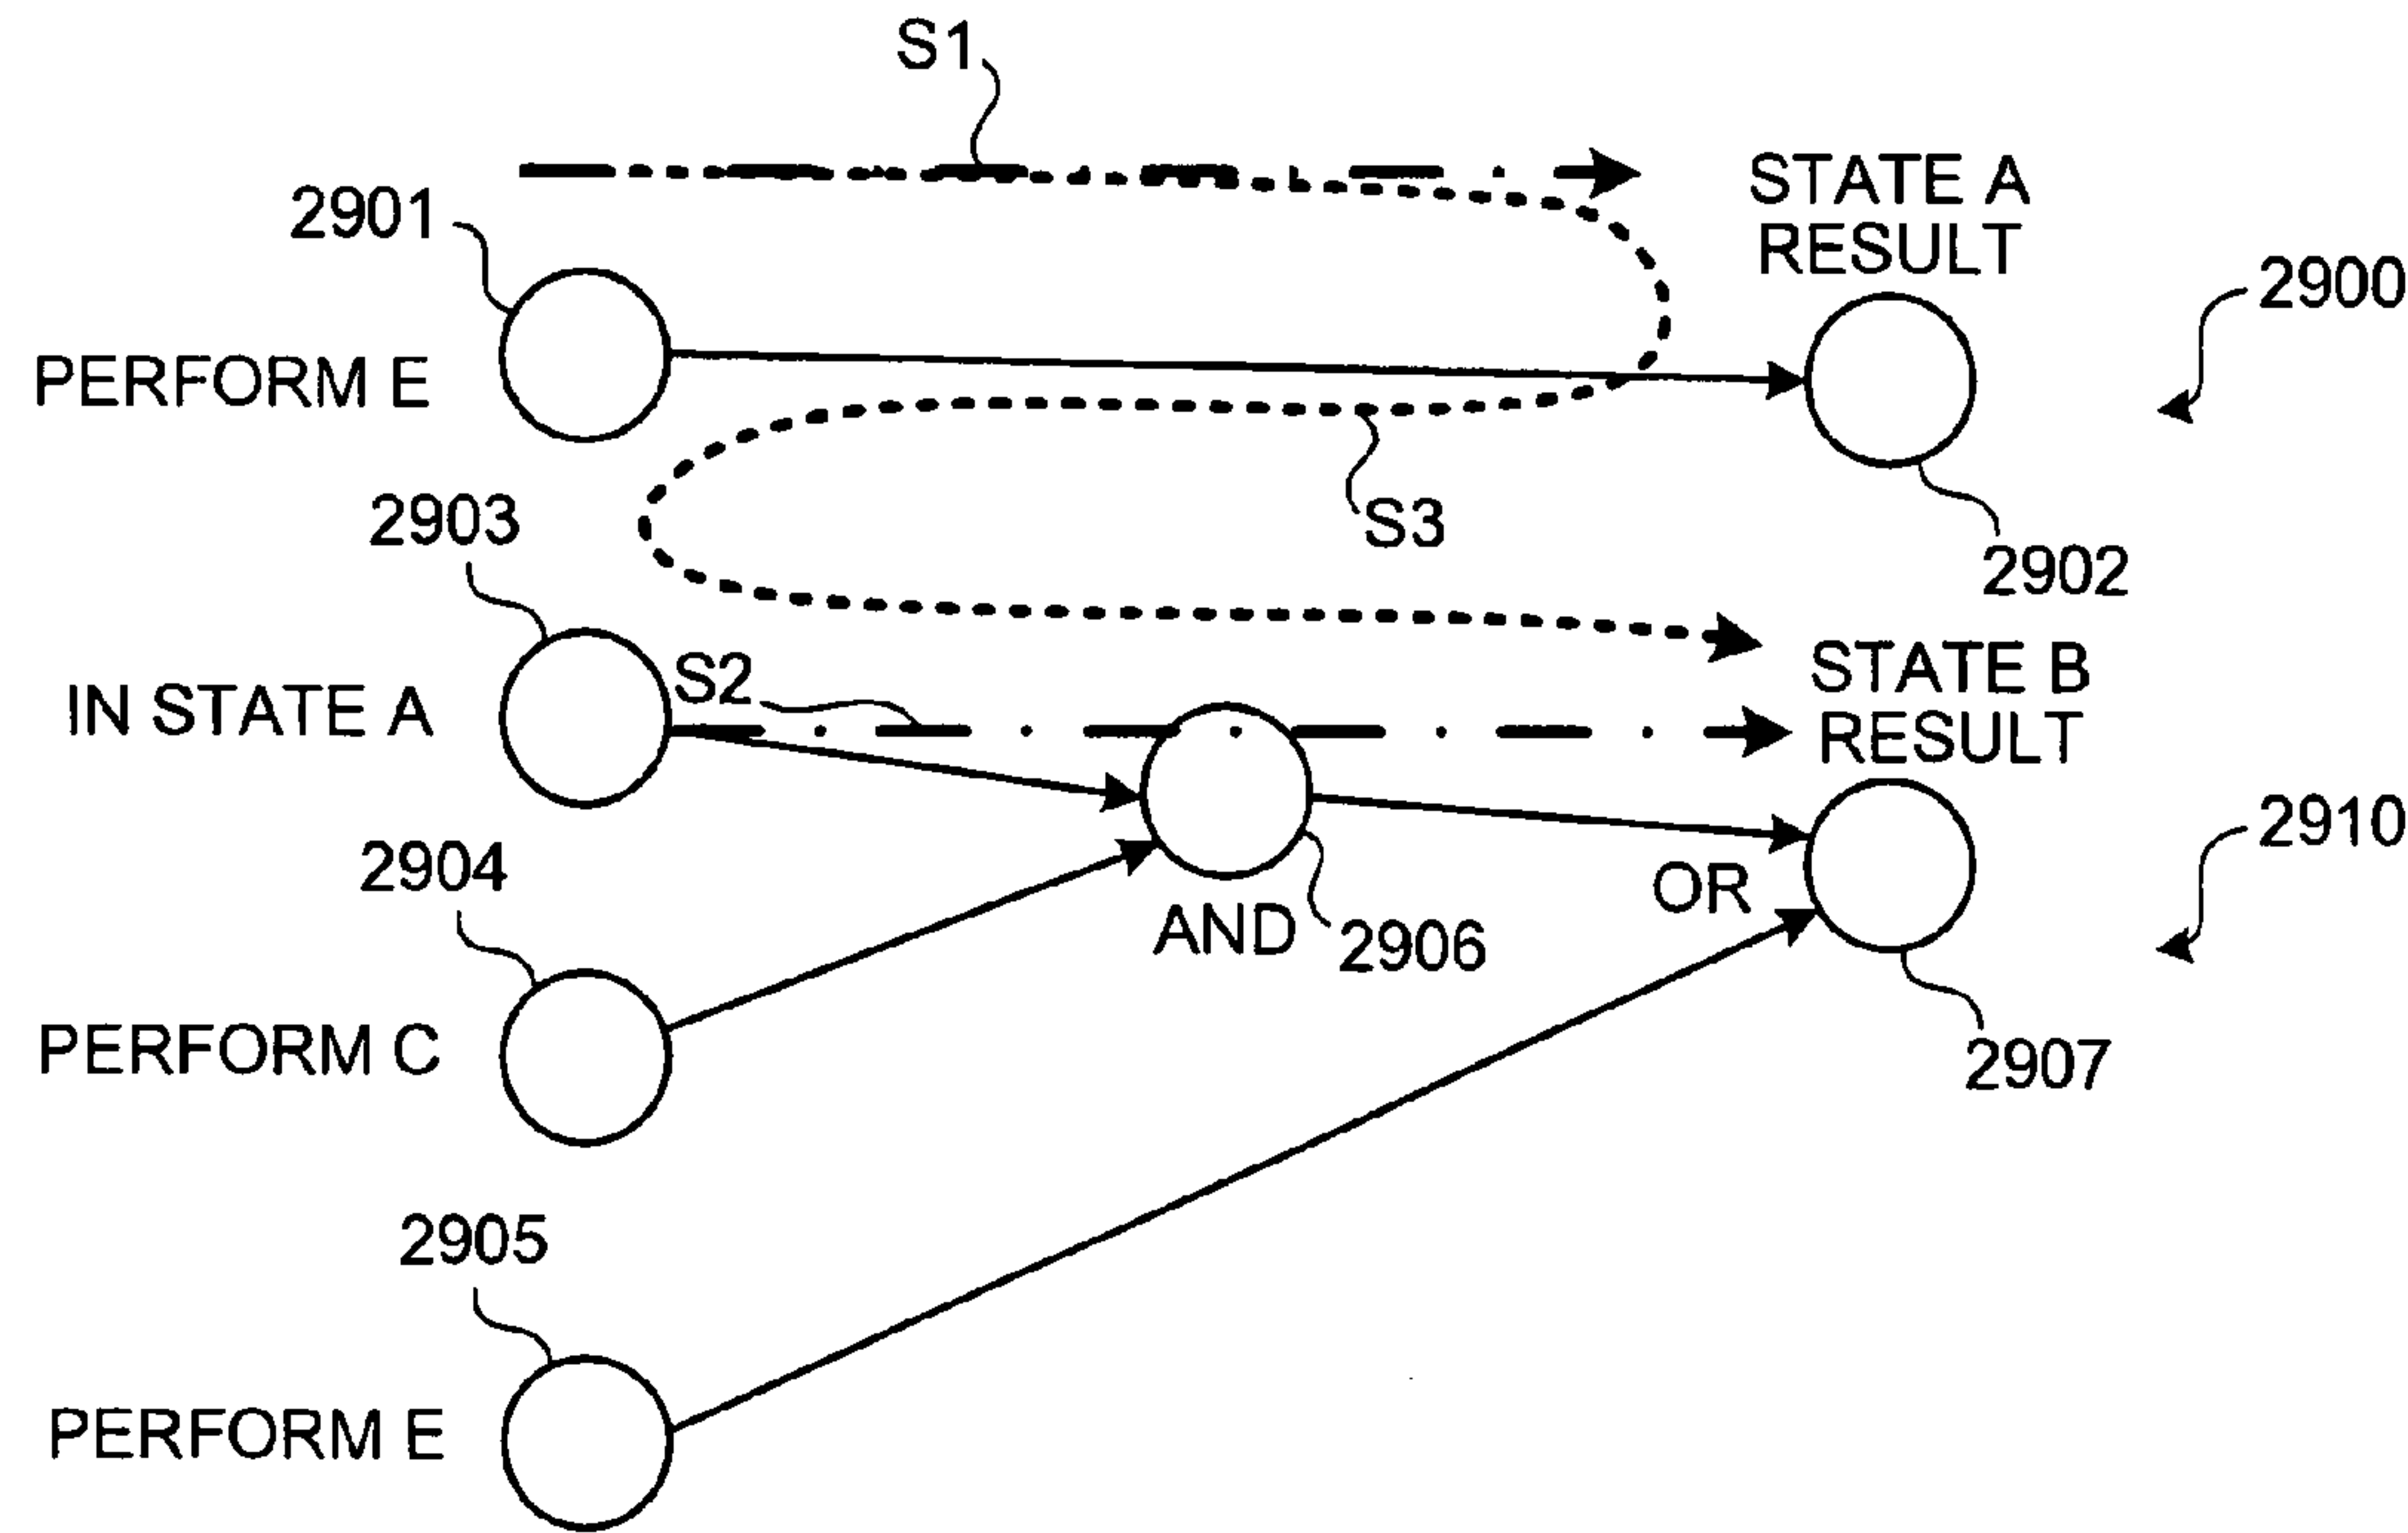 S1
STATE A
RESULT
2901
2900
PERFORM E
S3
2902
2903
STATE B
RESULT
S2
IN STATE A
2910
2904
OR
AND
2906
PERFORM C
2907
2905
PERFORM E